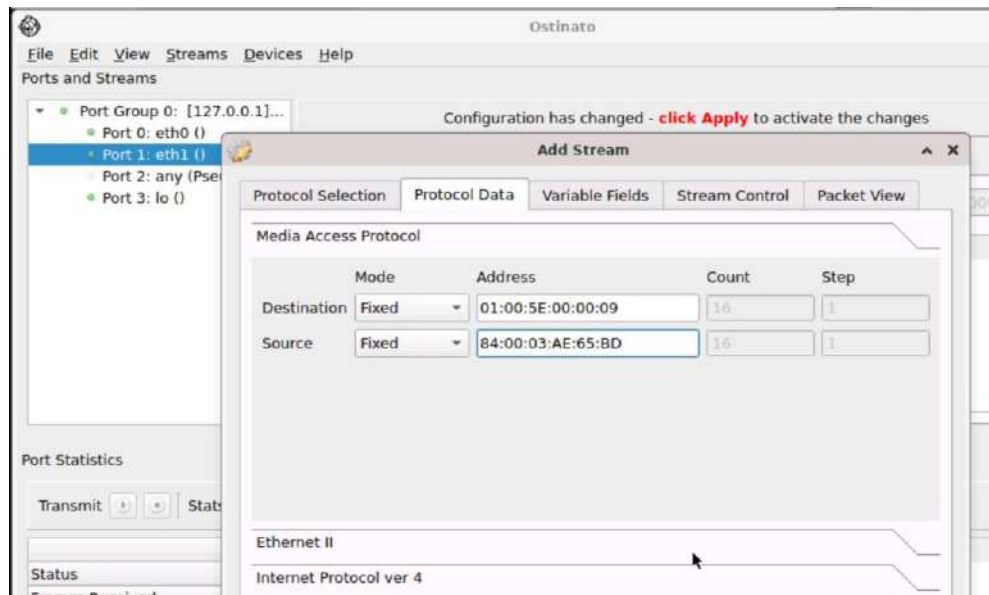 Ostinato
File Edit View Streams Devices Help
Ports and Streams
Port Group 0: [127.0.0.1]...
Configuration has changed - click Apply to activate the changes
Port 0: eth0 ()
Port 1: eth1 ()
Add Stream
Port 2: any (Pse
Port 3: lo ()
Protocol Selection Protocol Data Variable Fields Stream Control Packet View
Media Access Protocol
Mode Address Count Step
Destination Fixed 01:00:5E:00:00:09 16 1
Source Fixed 84:00:03:AE:65:BD 16 1
Port Statistics
Transmit Stats
Ethernet II
Status
Internet Protocol ver 4